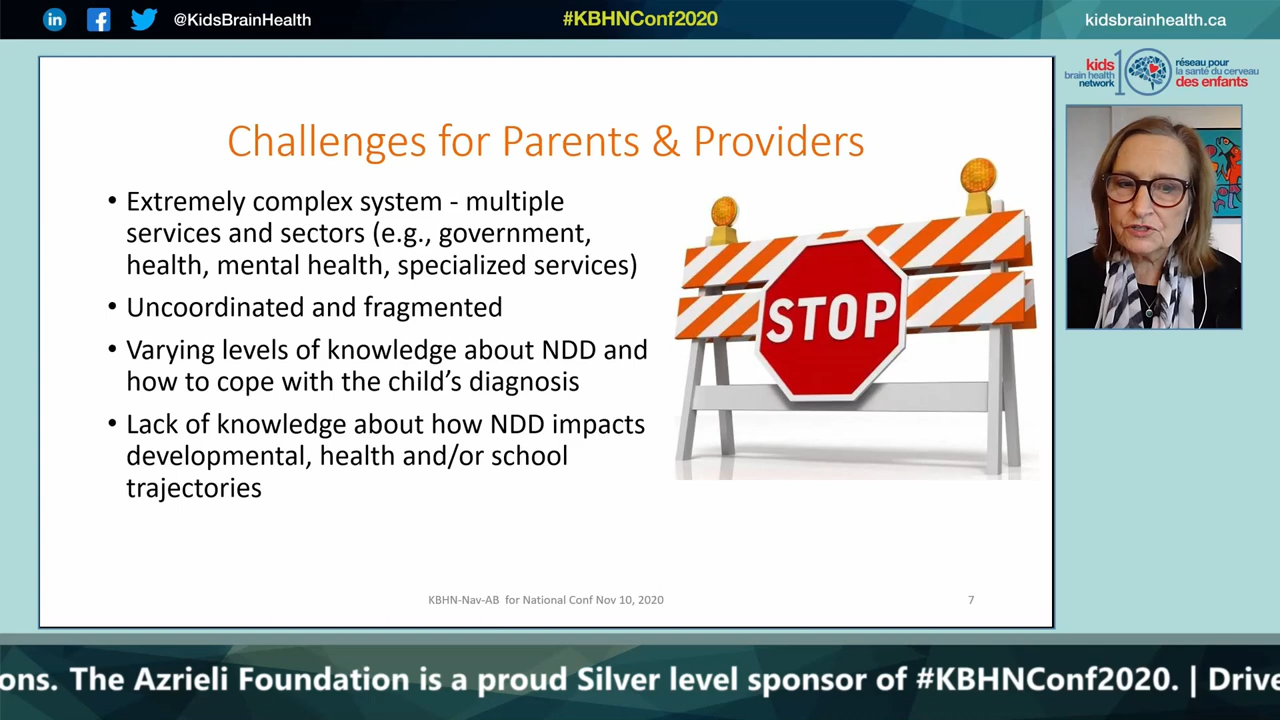 @KidsBrainHealth
#KBHNConf2020
kidsbrainhealth.ca
kids
brain health
network
10
réseau pour
la santé du cerveau
des enfants
Challenges for Parents & Providers
• Extremely complex system - multiple
services and sectors (e.g., government,
health, mental health, specialized services)
• Uncoordinated and fragmented
• Varying levels of knowledge about NDD and
how to cope with the child's diagnosis
• Lack of knowledge about how NDD impacts
developmental, health and/or school
trajectories
STOP
KBHN-Nav-AB for National Conf Nov 10, 2020
7
ons. The Azrieli Foundation is a proud Silver level sponsor of #KBHNConf2020. | Drive